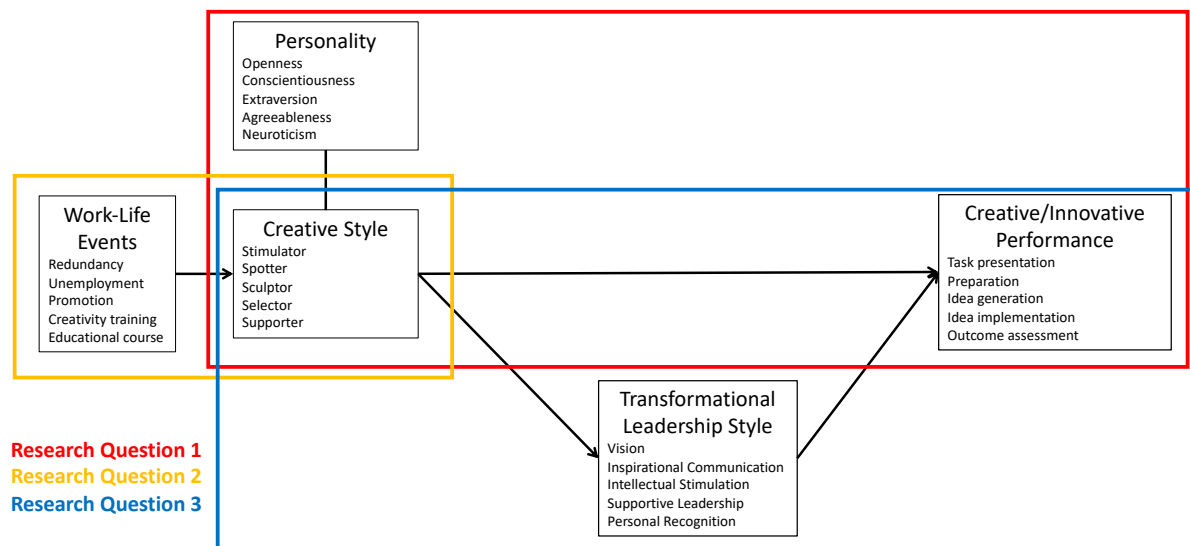 Personality
Openness
Conscientiousness
Extraversion
Agreeableness
Neuroticism
Work-Life
Events
Redundancy
Unemployment
Promotion
Creativity training
Educational course
Creative Style
Stimulator
Spotter
Sculptor
Selector
Supporter
Creative/Innovative
Performance
Task presentation
Preparation
Idea generation
Idea implementation
Outcome assessment
Transformational
Leadership Style
Vision
Inspirational Communication
Intellectual Stimulation
Supportive Leadership
Personal Recognition
Research Question 1
Research Question 2
Research Question 3